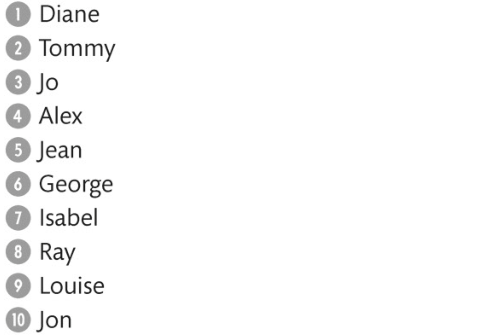 1 Diane
2 Tommy
3 Jo
4 Alex
5 Jean
6 George
7 Isabel
8 Ray
9 Louise
10 Jon